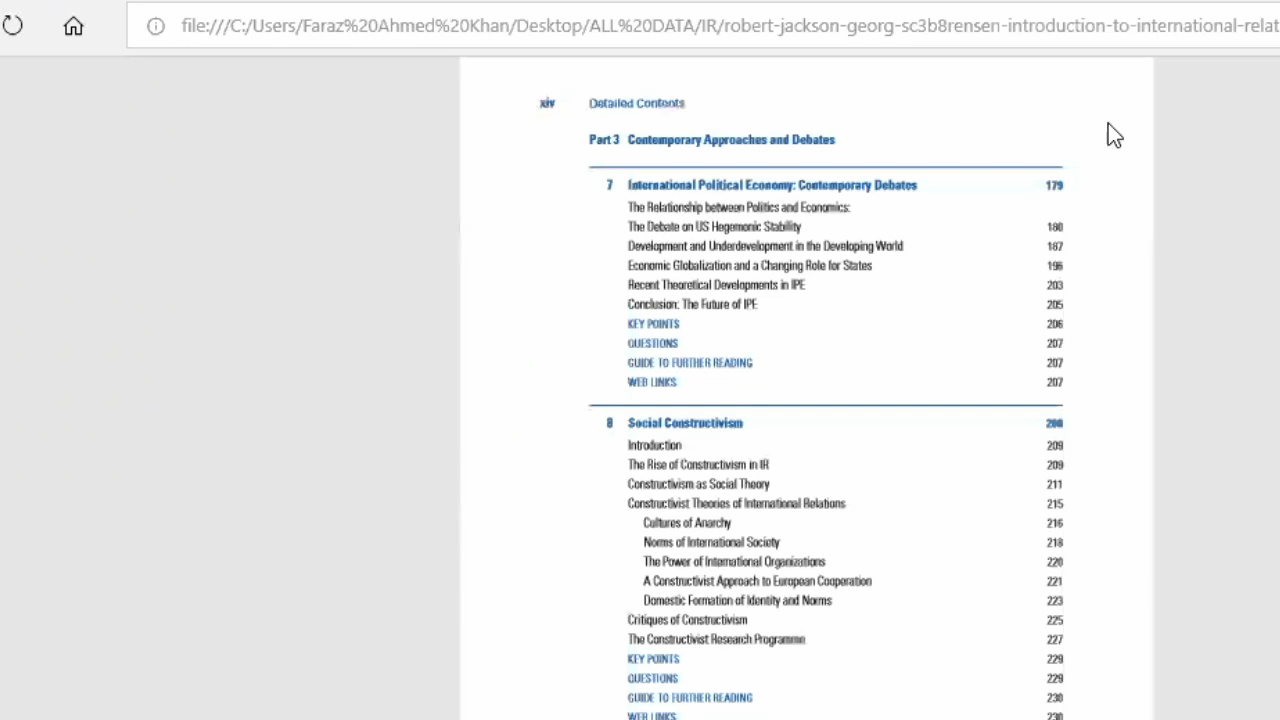 file:///C:/Users/Faraz%20Ahmed%20Khan/Desktop/ALL%20DATA/IR/robert-jackson-georg-sc3b8rensen-introduction-to-international-relat
xiv Detailed Contents
Part 3 Contemporary Approaches and Debates
7 International Political Economy: Contemporary Debates 179
The Relationship between Politics and Economics:
The Debate on US Hegemonic Stability 180
Development and Underdevelopment in the Developing World 187
Economic Globalization and a Changing Role for States 196
Recent Theoretical Developments in IPE 203
Conclusion: The Future of IPE 205
KEY POINTS 206
QUESTIONS 207
GUIDE TO FURTHER READING 207
WEB LINKS 207
8 Social Constructivism 208
Introduction 209
The Rise of Constructivism in IR 209
Constructivism as Social Theory 211
Constructivist Theories of International Relations 215
Cultures of Anarchy 216
Norms of International Society 218
The Power of International Organizations 220
A Constructivist Approach to European Cooperation 221
Domestic Formation of Identity and Norms 223
Critiques of Constructivism 225
The Constructivist Research Programme 227
KEY POINTS 229
QUESTIONS 229
GUIDE TO FURTHER READING 230
WEB LINKS 230